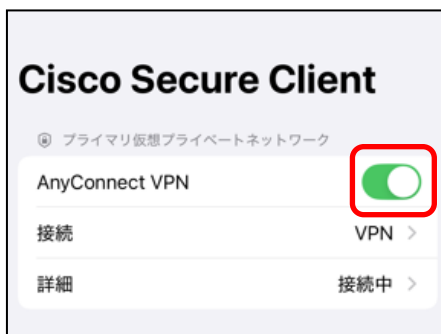 Cisco Secure Client
プライマリ仮想プライベートネットワーク
AnyConnect VPN
接続 VPN
詳細 接続中